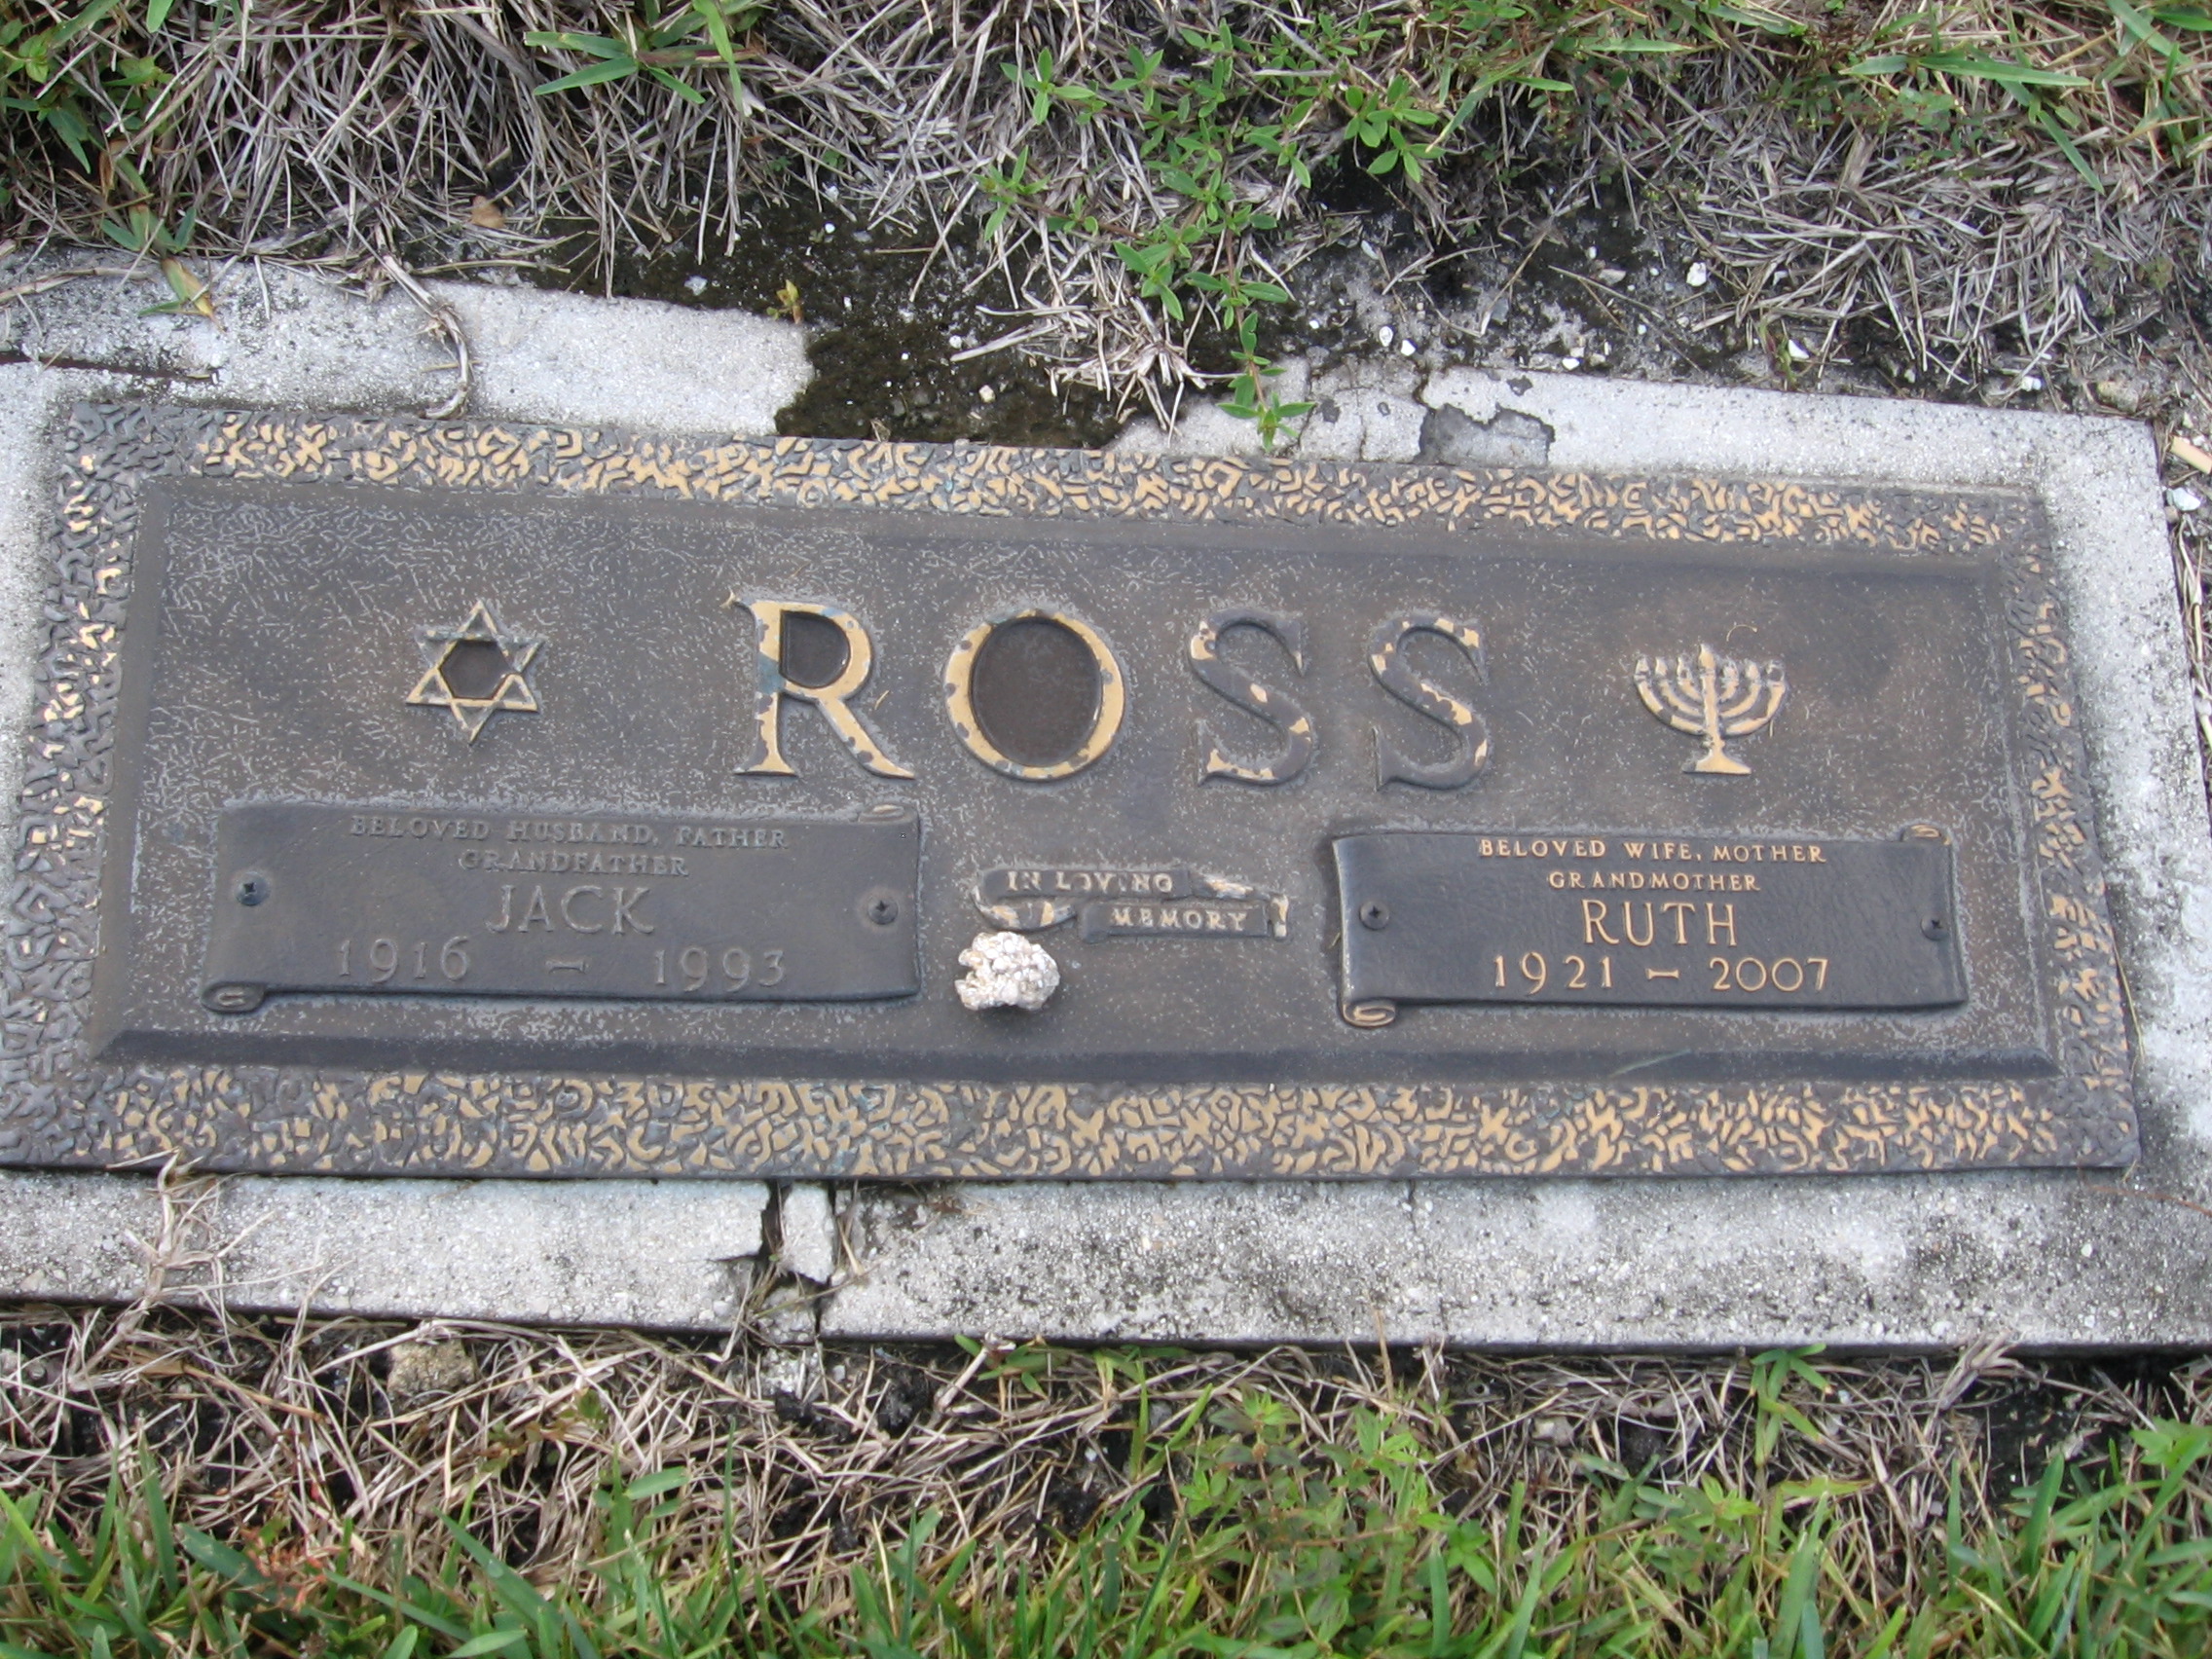 ROSS
BELOVED HUSBAND, FATHER
GRANDFATHER
JACK
1916 - 1993
IN LOVING
MEMORY
BELOVED WIFE, MOTHER
GRANDMOTHER
RUTH
1921 - 2007